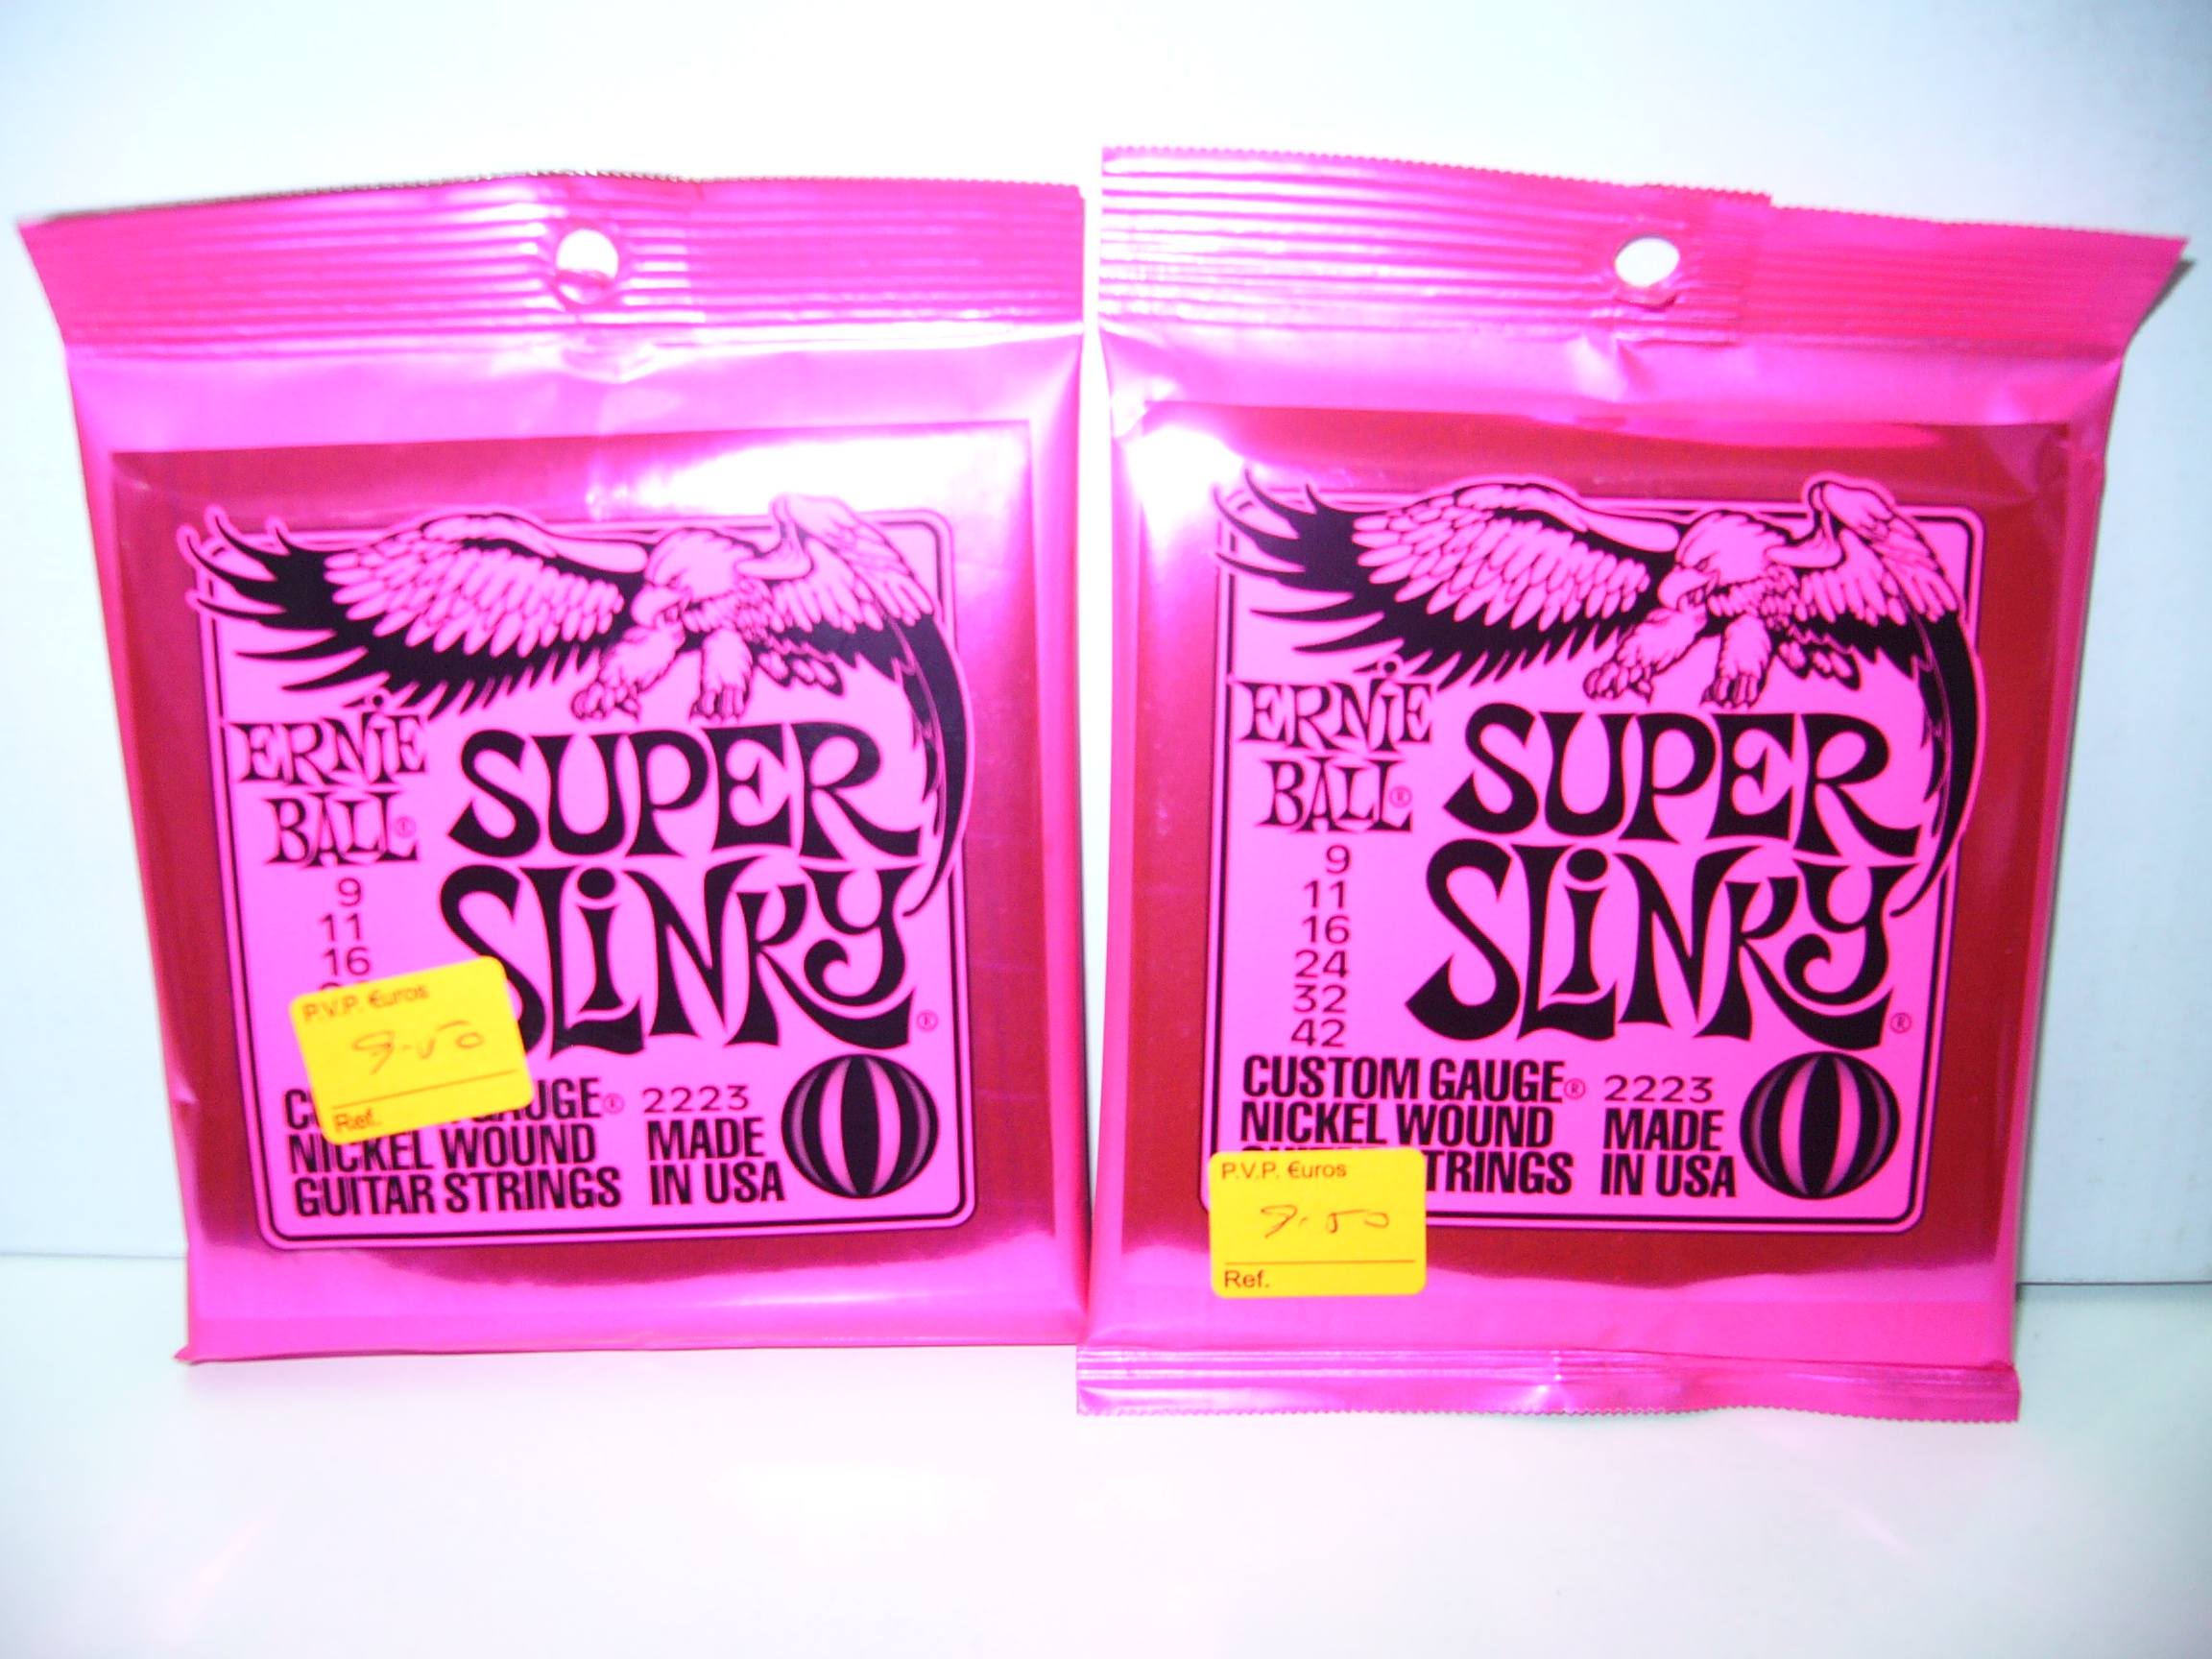 ERNIE
BALL®
SUPER
SLINKY®
9
11
16
P.V.P. €uros
9.50
Ref.
GAUGE® 2223
NICKEL WOUND MADE
GUITAR STRINGS IN USA
ERNIE
BALL®
SUPER
SLINKY®
9
11
16
24
32
42
CUSTOM GAUGE® 2223
NICKEL WOUND MADE
TRINGS IN USA
P.V.P. €uros
9.50
Ref.